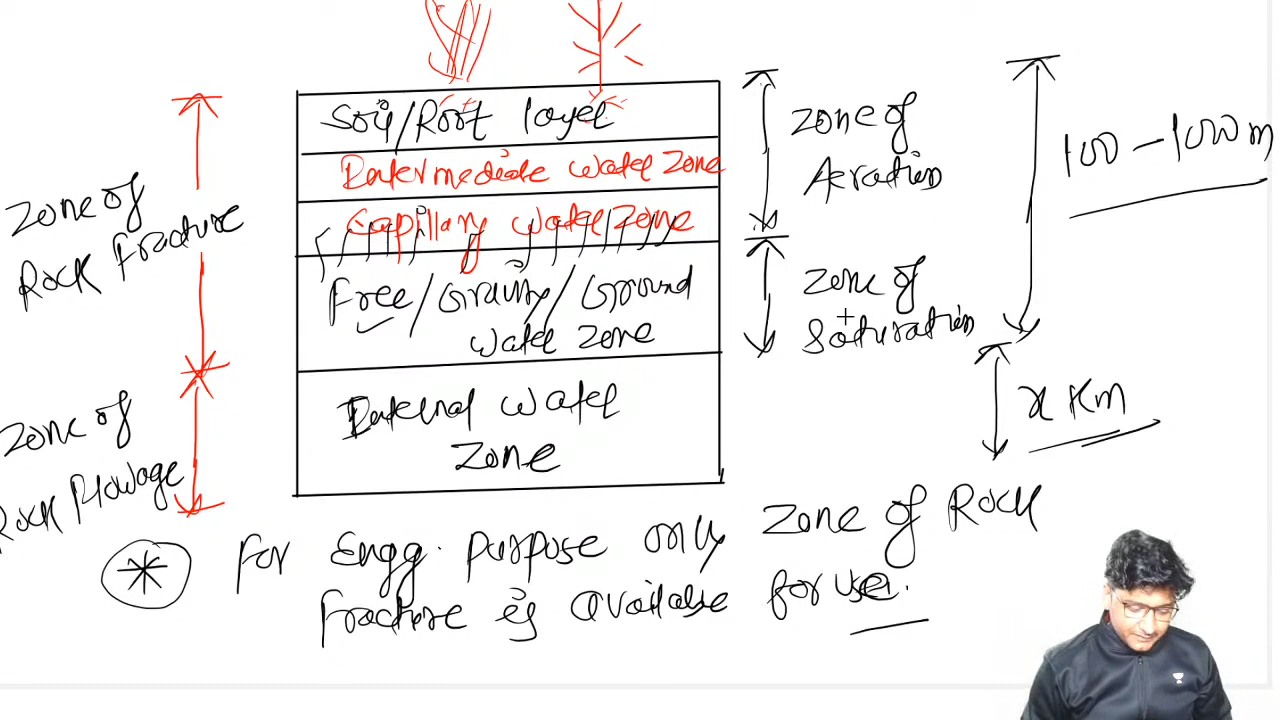 Soil/Root layer
Intermediate water zone
Capillary water zone
Free/Gravity/Ground
water zone
Internal water
zone
zone of
Rock fracture
zone of
Rock Flowage
zone of
Aeration
zone of
Saturation
100 - 1000 m
x km
* For Engg. purpose only zone of Rock
fracture is available for use.